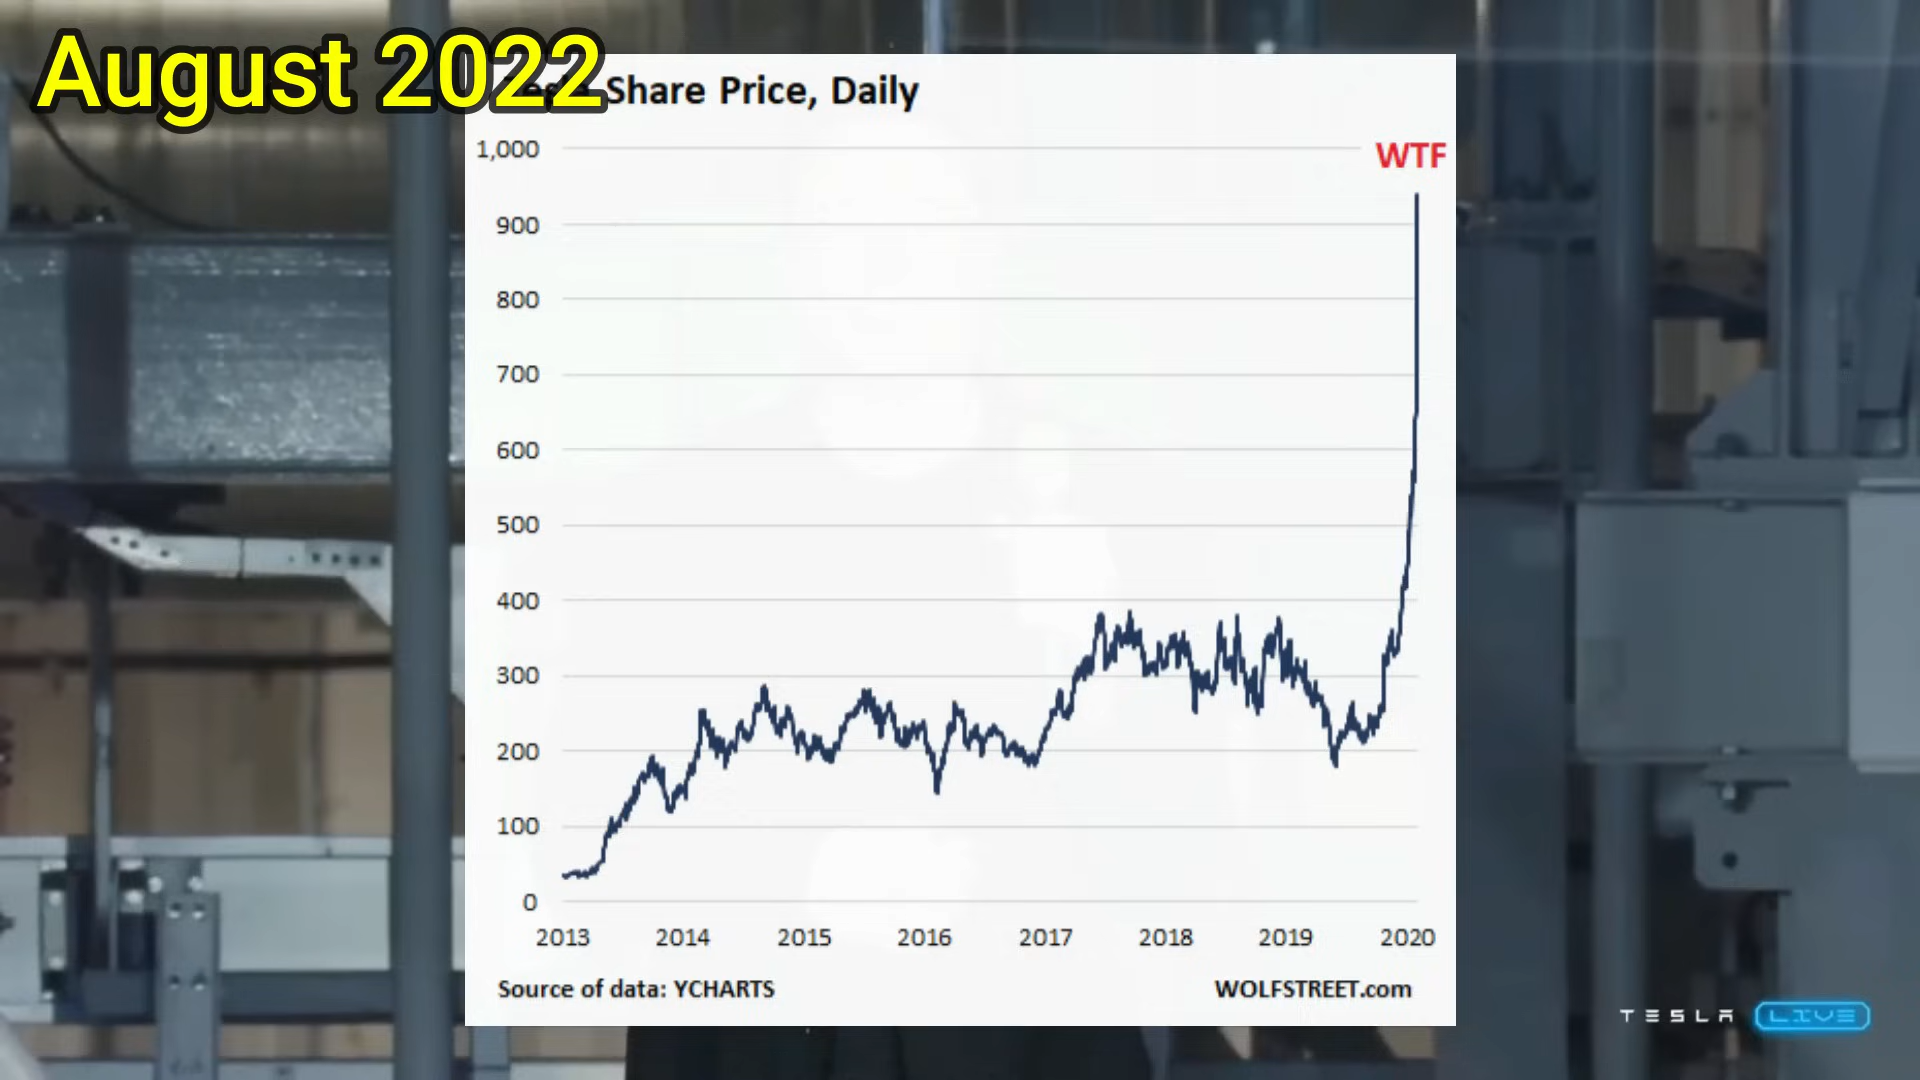 August 2022
Share Price, Daily
WTF
1,000
900
800
700
600
500
400
300
200
100
0
2013 2014 2015 2016 2017 2018 2019 2020
Source of data: YCHARTS WOLFSTREET.com
TESLA LIVE